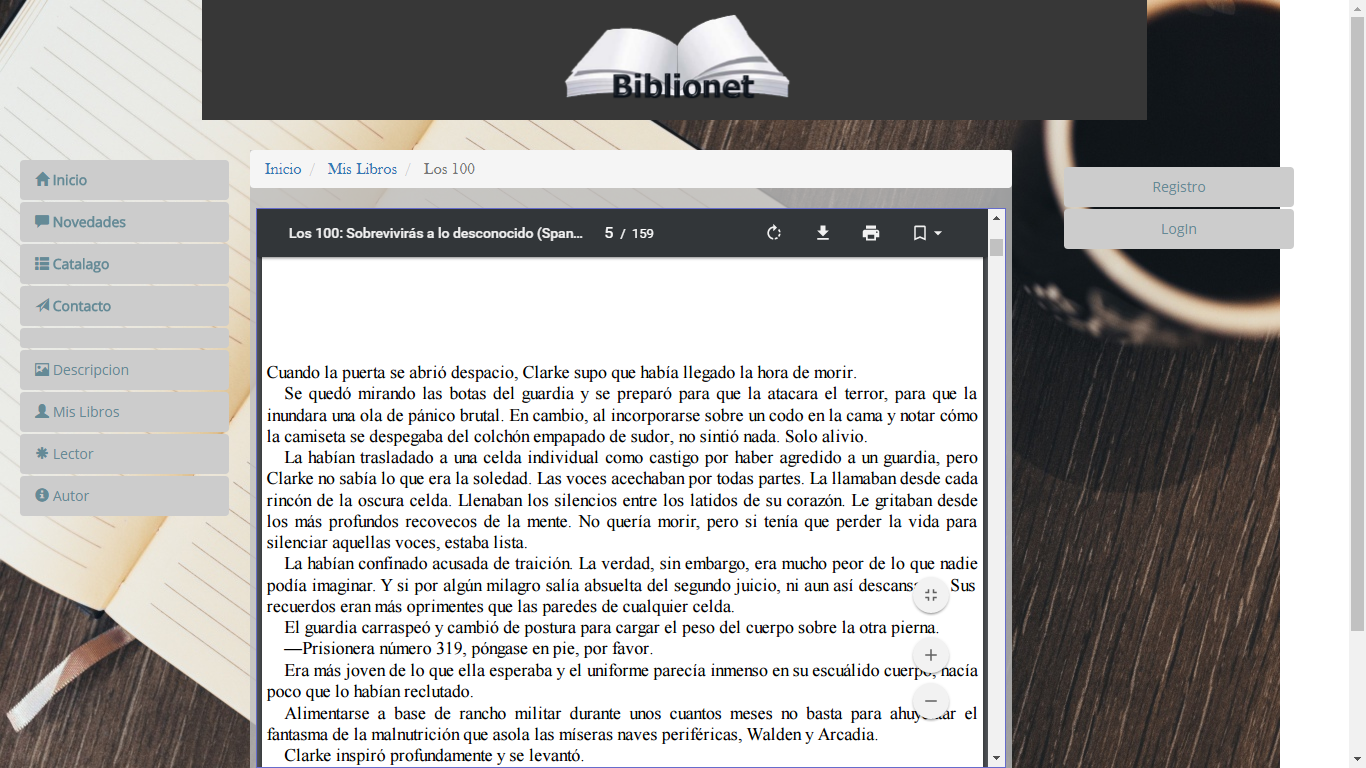 Biblionet
Inicio
Novedades
Catalago
Contacto
Descripcion
Mis Libros
Lector
Autor
Inicio / Mis Libros / Los 100
Registro
LogIn
Los 100: Sobrevivirás a lo desconocido (Span... 5 / 159
Cuando la puerta se abrió despacio, Clarke supo que había llegado la hora de morir.
Se quedó mirando las botas del guardia y se preparó para que la atacara el terror, para que la
inundara una ola de pánico brutal. En cambio, al incorporarse sobre un codo en la cama y notar cómo
la camiseta se despegaba del colchón empapado de sudor, no sintió nada. Solo alivio.
La habían trasladado a una celda individual como castigo por haber agredido a un guardia, pero
Clarke no sabía lo que era la soledad. Las voces acechaban por todas partes. La llamaban desde cada
rincón de la oscura celda. Llenaban los silencios entre los latidos de su corazón. Le gritaban desde
los más profundos recovecos de la mente. No quería morir, pero si tenía que perder la vida para
silenciar aquellas voces, estaba lista.
La habían confinado acusada de traición. La verdad, sin embargo, era mucho peor de lo que nadie
podía imaginar. Y si por algún milagro salía absuelta del segundo juicio, ni aun así Sus
recuerdos eran más oprimentes que las paredes de cualquier celda.
El guardia carraspeó y cambió de postura para cargar el peso del cuerpo sobre la otra pierna.
—Prisionera número 319, póngase en pie, por favor.
Era más joven de lo que ella esperaba y el uniforme parecía inmenso en su escuálido cuerpo; hacía
poco que lo habían reclutado.
Alimentarse a base de rancho militar durante unos cuantos meses no basta para el
fantasma de la malnutrición que asola las míseras naves periféricas, Walden y Arcadia.
Clarke inspiró profundamente y se levantó.